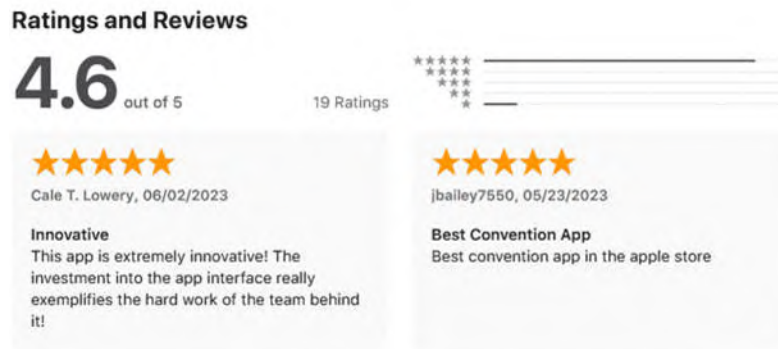 Ratings and Reviews
4.6 out of 5
19 Ratings
★★★★★
★★★★
★★★
★★
★
★★★★★
Cale T. Lowery, 06/02/2023
Innovative
This app is extremely innovative! The
investment into the app interface really
exemplifies the hard work of the team behind
it!
★★★★★
jbailey7550, 05/23/2023
Best Convention App
Best convention app in the apple store